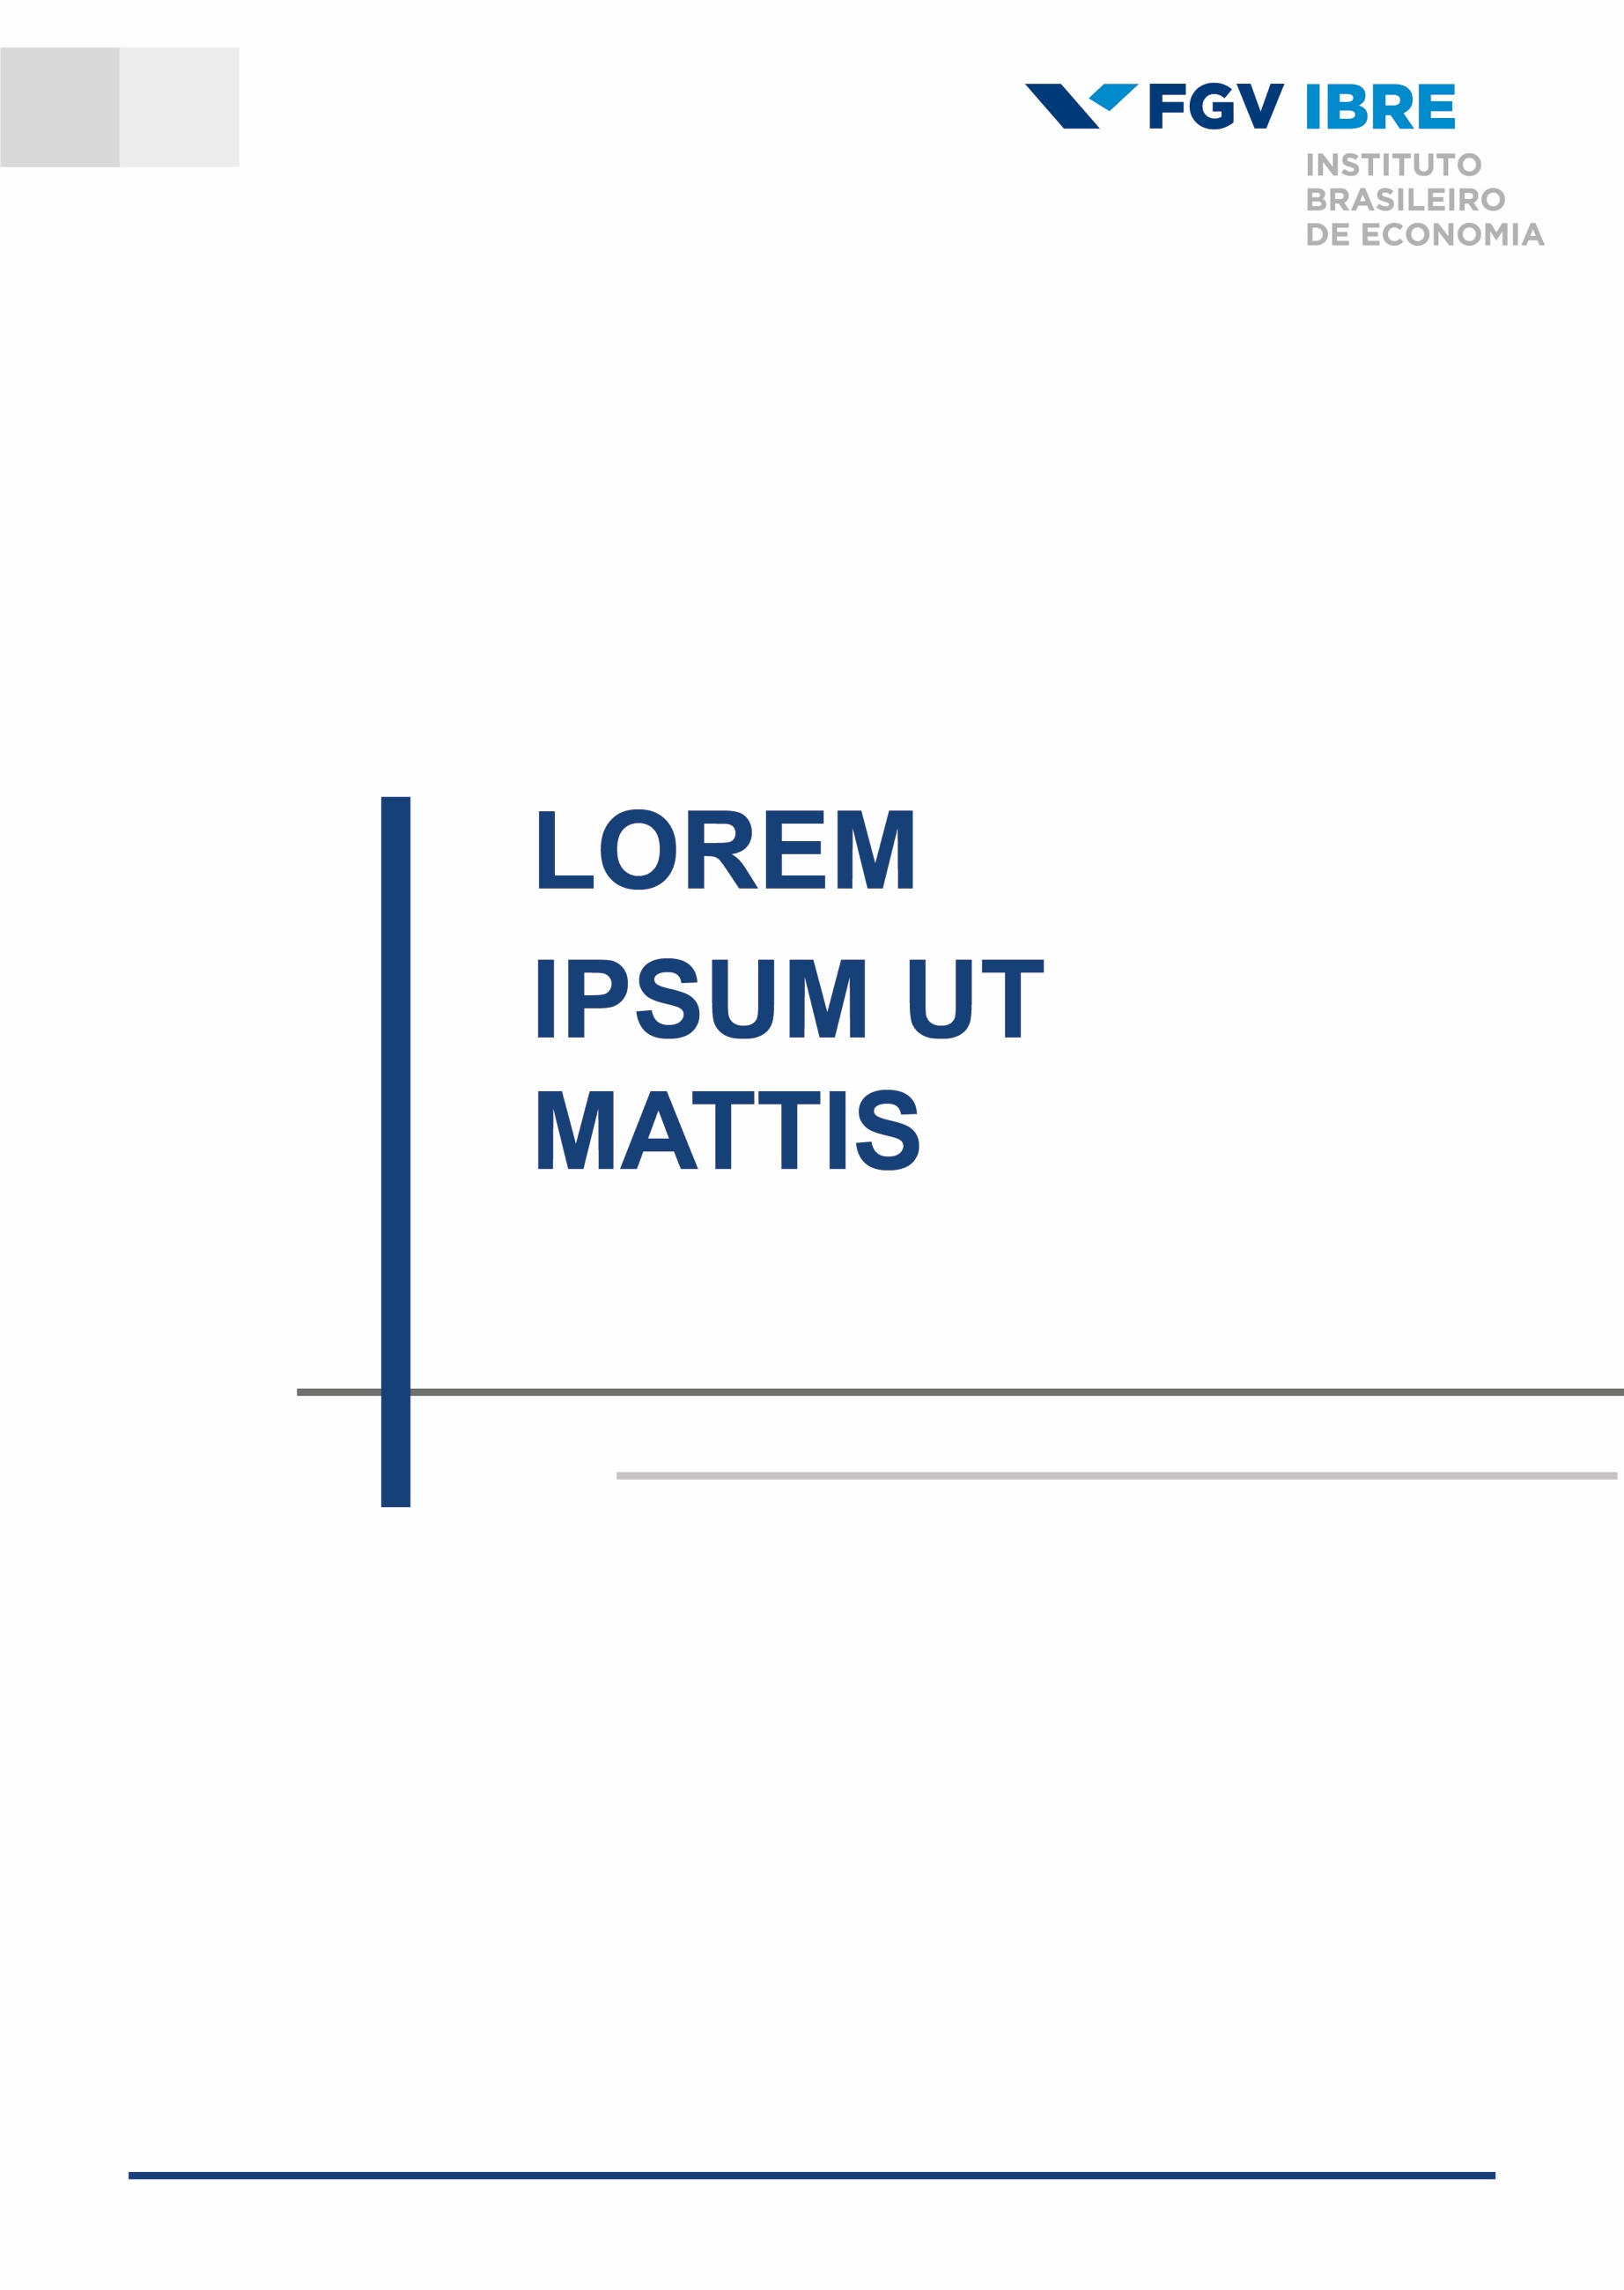 FGV IBRE
INSTITUTO
BRASILEIRO
DE ECONOMIA
LOREM
IPSUM UT
MATTIS